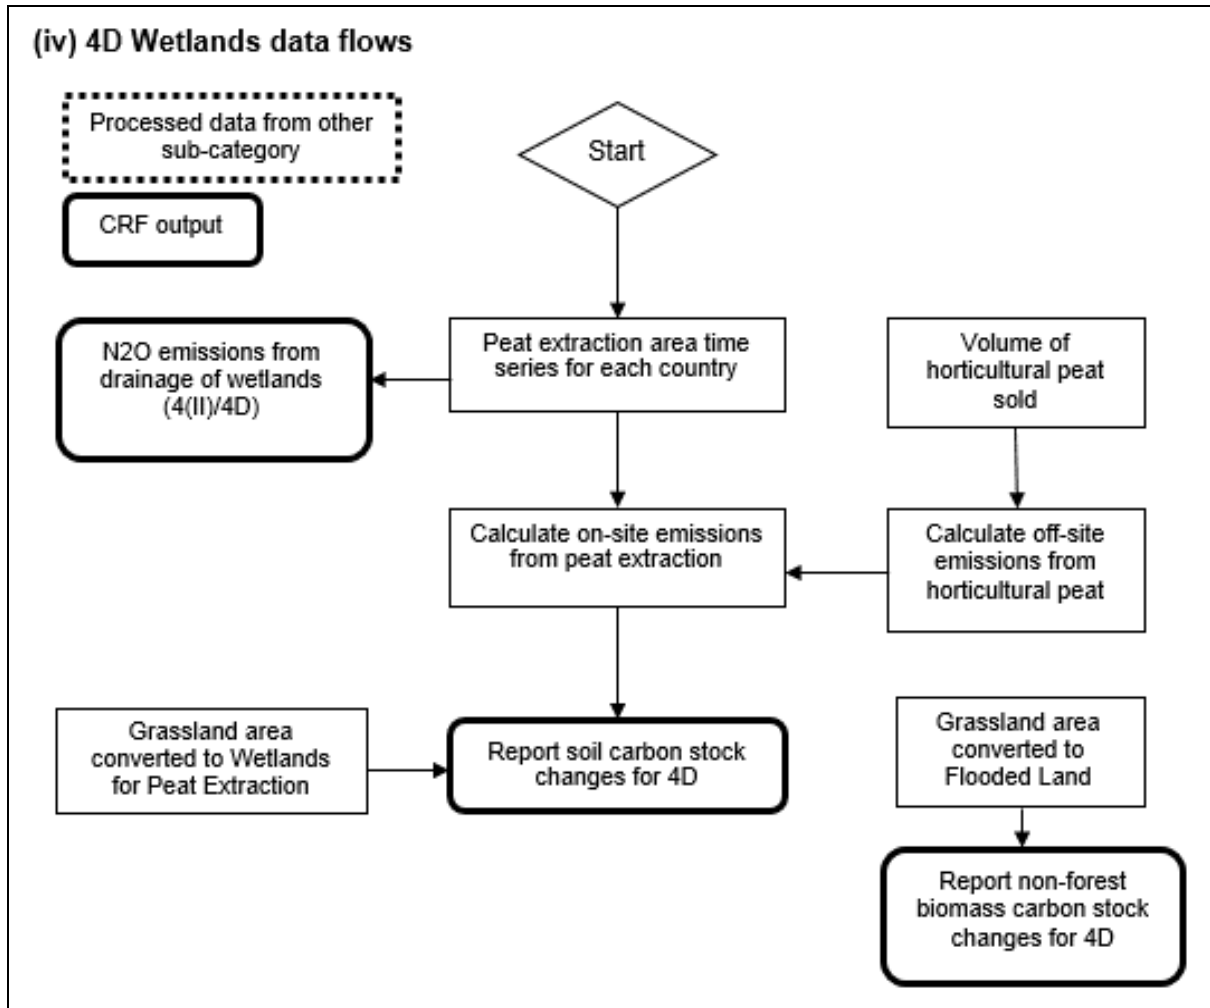 (iv) 4D Wetlands data flows
Processed data from other
sub-category
CRF output
Start
N2O emissions from
drainage of wetlands
(4(II)/4D)
Peat extraction area time
series for each country
Volume of
horticultural peat
sold
Calculate on-site emissions
from peat extraction
Calculate off-site
emissions from
horticultural peat
Grassland area
converted to Wetlands
for Peat Extraction
Report soil carbon stock
changes for 4D
Grassland area
converted to
Flooded Land
Report non-forest
biomass carbon stock
changes for 4D